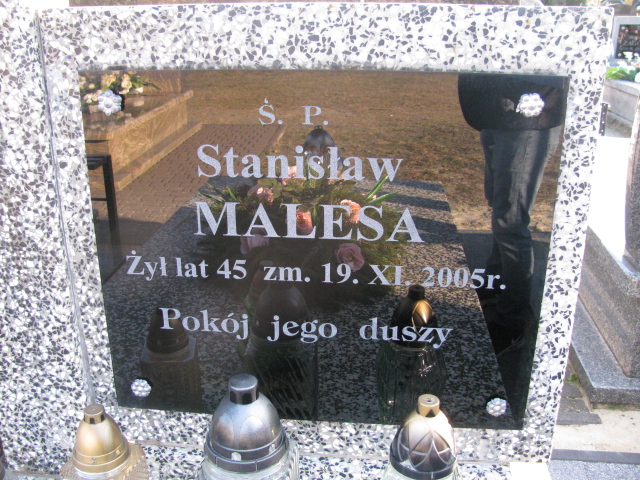 Ś. P.
Stanisław
MALESA
Żył lat 45 zm. 19. XI 2005r.
Pokój jego duszy